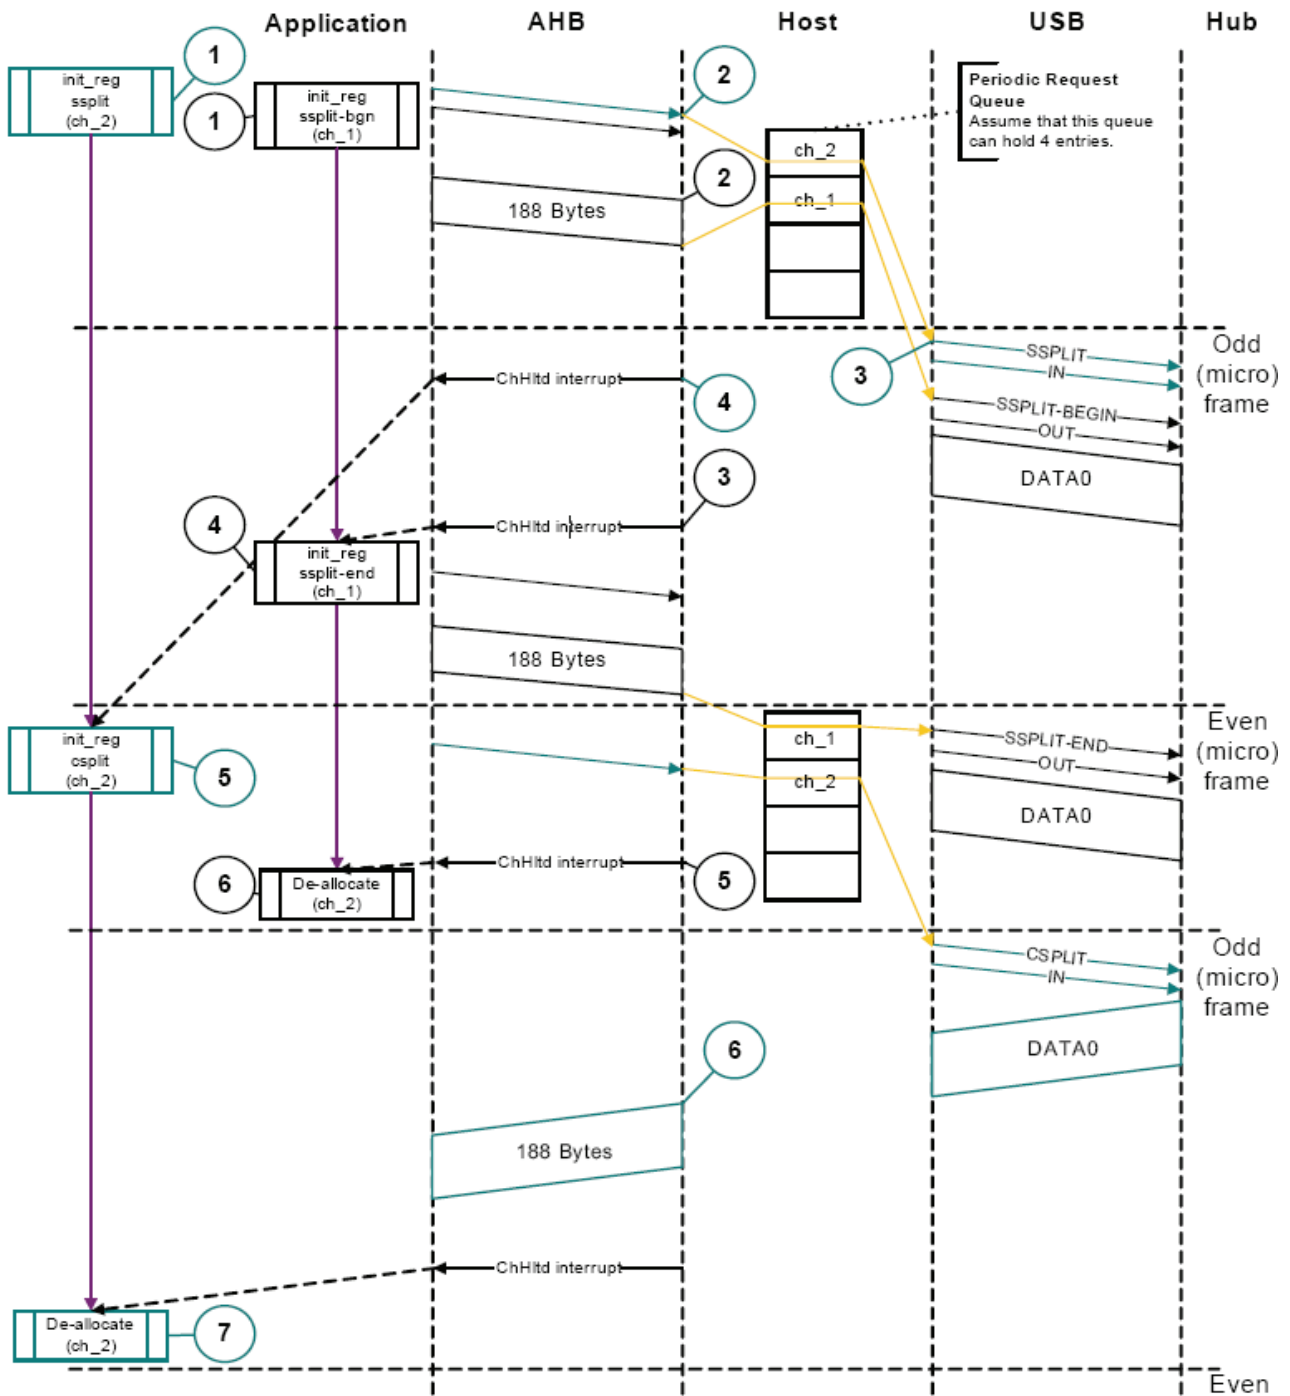 Application AHB Host USB Hub
1
init_reg
ssplit
(ch_2)
1
init_reg
ssplit-bgn
(ch_1)
2
Periodic Request
Queue
Assume that this queue
can hold 4 entries.
ch_2
2
188 Bytes
ch_1
Odd
(micro)
frame
SSPLIT
IN
3
ChHltd interrupt
4
SSPLIT-BEGIN
OUT
DATA0
3
4
ChHltd interrupt
init_reg
ssplit-end
(ch_1)
188 Bytes
Even
(micro)
frame
init_reg
csplit
(ch_2)
5
ch_1
ch_2
SSPLIT-END
OUT
DATA0
ChHltd interrupt
5
6
De-allocate
(ch_2)
Odd
(micro)
frame
CSPLIT
IN
DATA0
6
188 Bytes
ChHltd interrupt
De-allocate
(ch_2)
7
Even